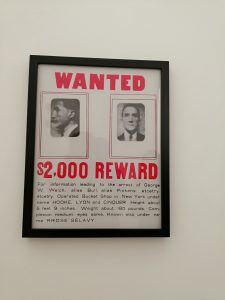 WANTED
$2,000 REWARD
For information leading to the arrest of George
W. Welch, alias Bull, alias Pickens, etcetry,
etcetry. Operated Bucket Shop in New York under
name HOOKE, LYON and CINQUER. Height about
5 feet 9 inches. Weight about 180 pounds. Com-
plexion medium eyes same. Known also under na-
me RROSE SÉLAVY